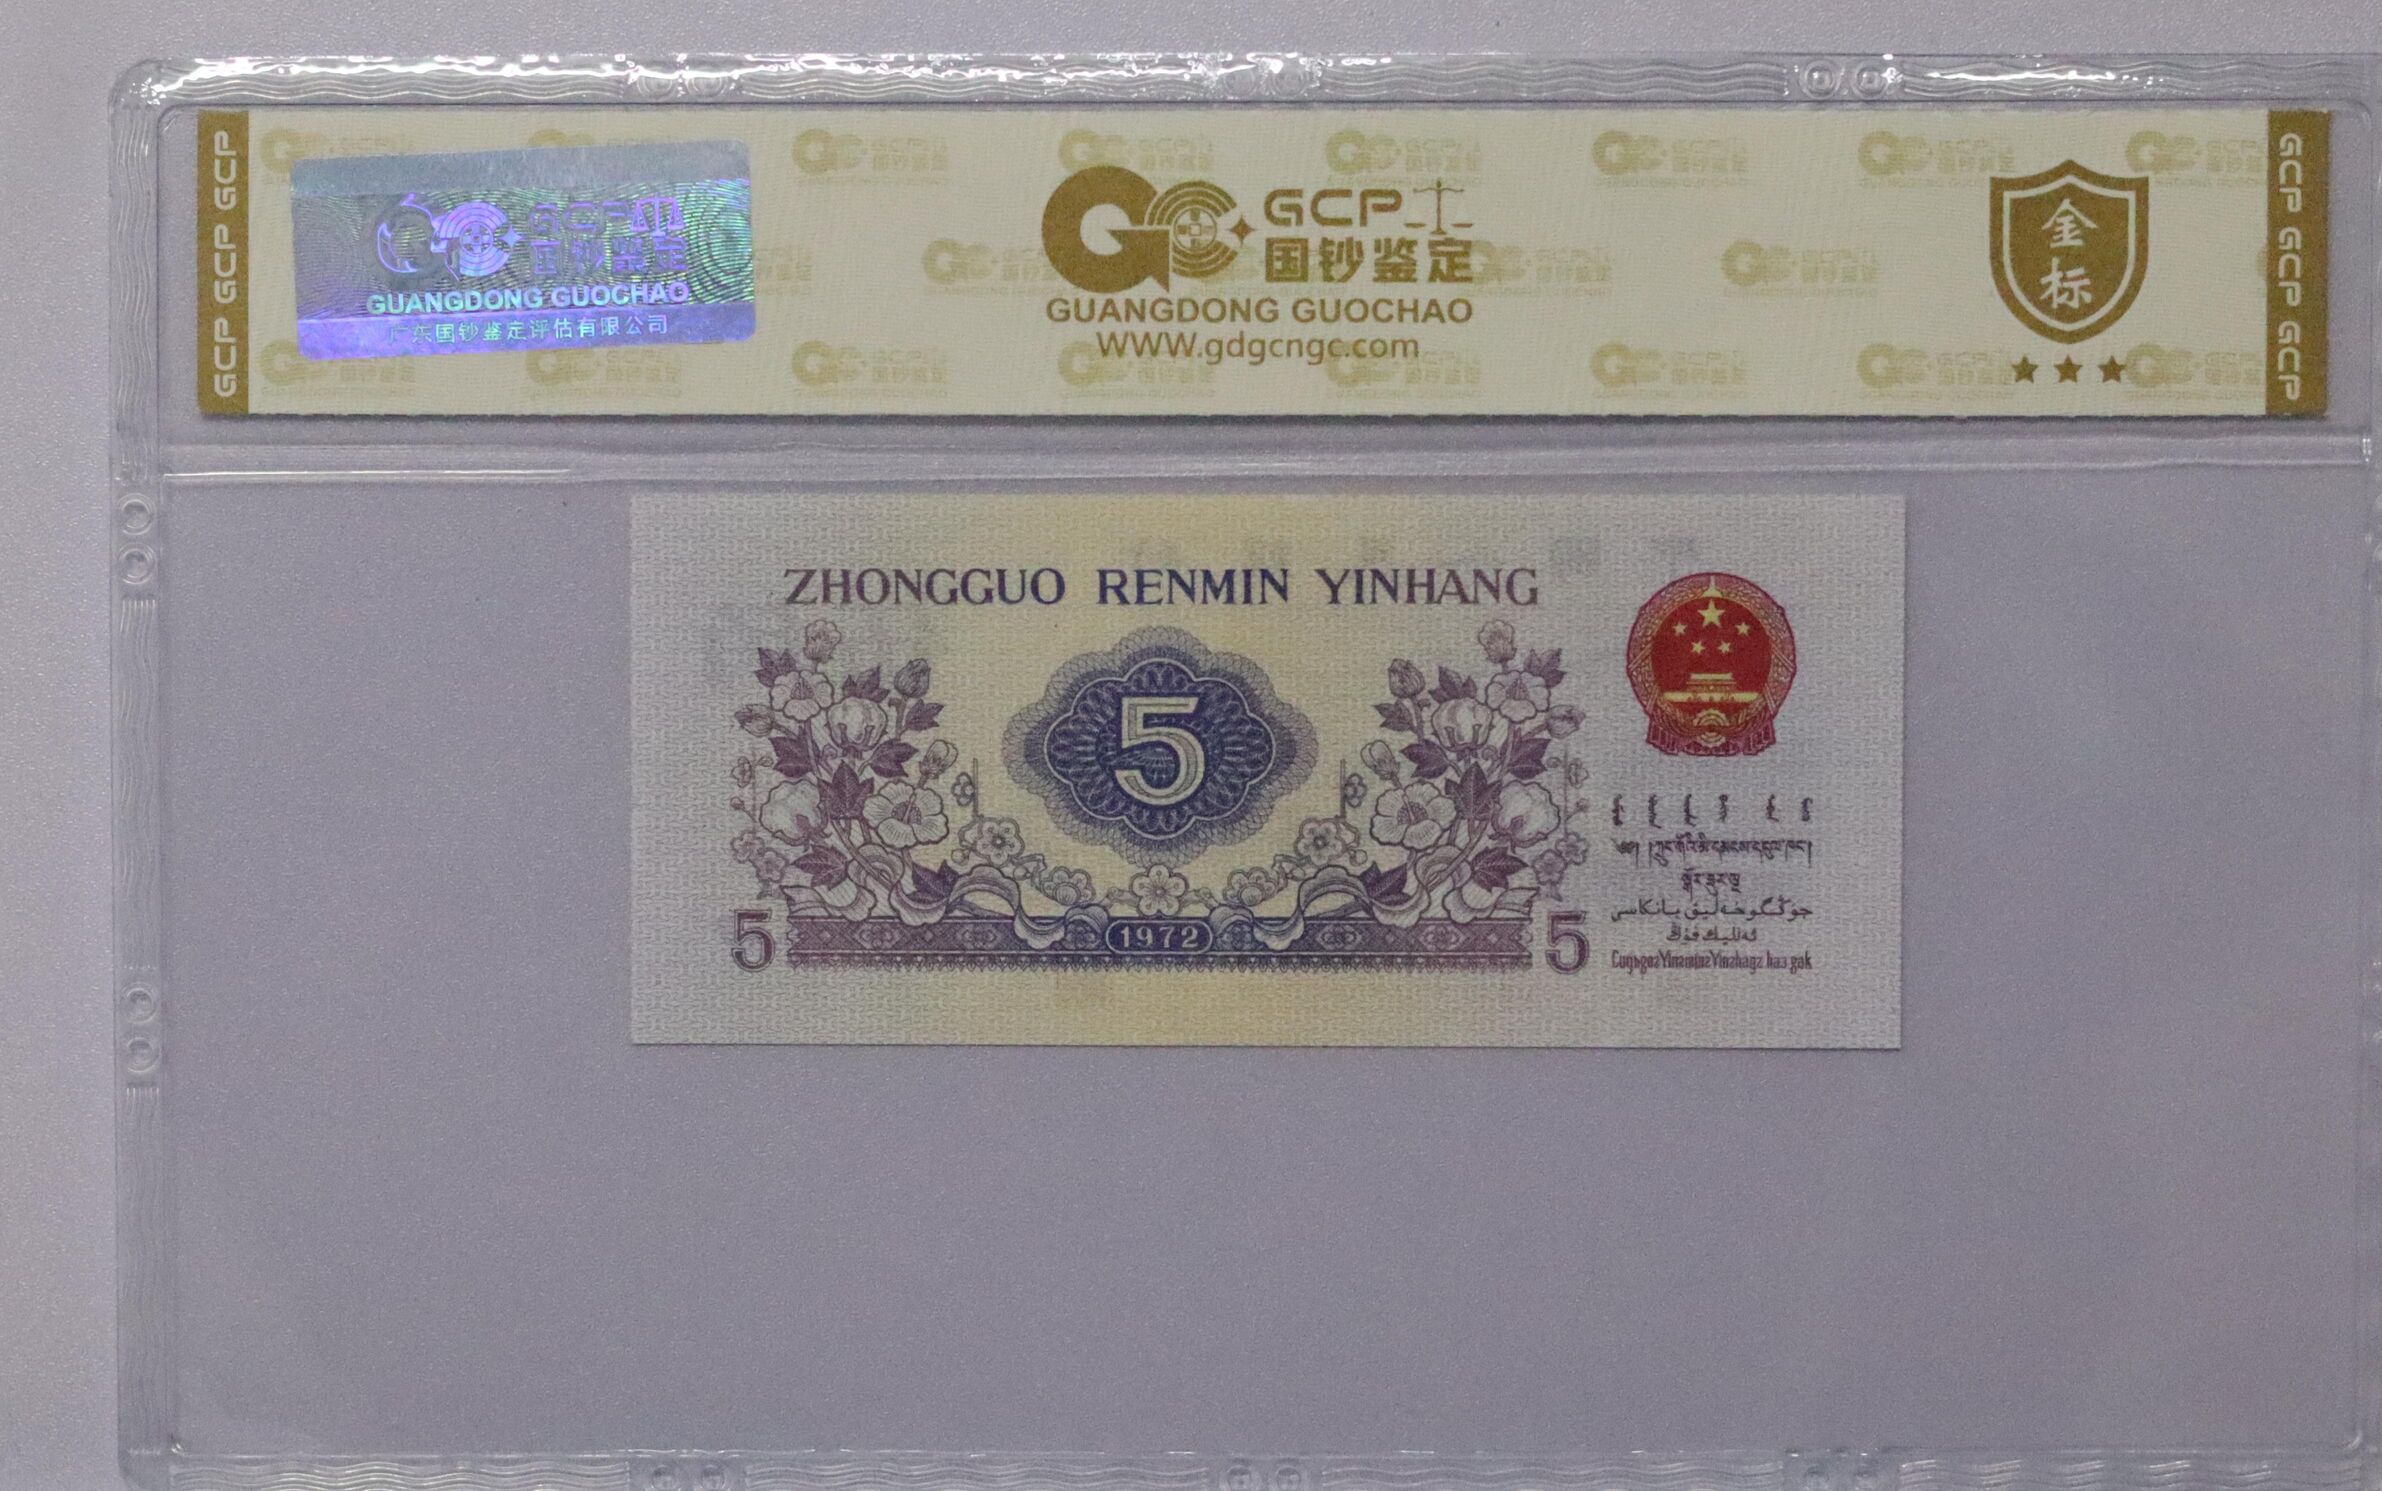 GCP GCP GCP
GCP
国钞鉴定
GUANGDONG GUOCHAO
广东国钞鉴定评估有限公司
GCP
国钞鉴定
GUANGDONG GUOCHAO
WWW.gdgcngc.com
金
标
GCP GCP GCP
ZHONGGUO RENMIN YINHANG
5
5
1972
5